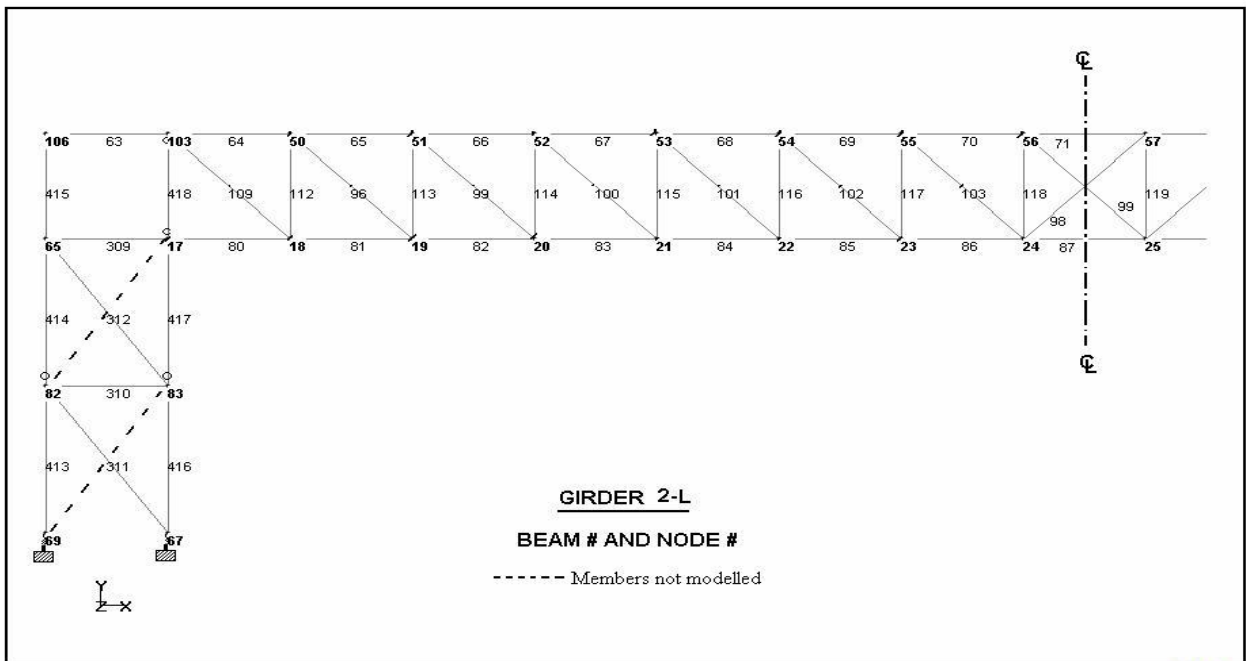 ℄
106 63 103 64 50 65 51 66 52 67 53 68 54 69 55 70 56 71 57
415 418 109 112 96 113 99 114 100 115 101 116 102 117 103 118 119
98 99
65 309 17 80 18 81 19 82 20 83 21 84 22 85 23 86 24 87 25
414 312 417
℄
82 310 83
413 311 416
GIRDER 2-L
69 67
BEAM # AND NODE #
Members not modelled
Y
Z X